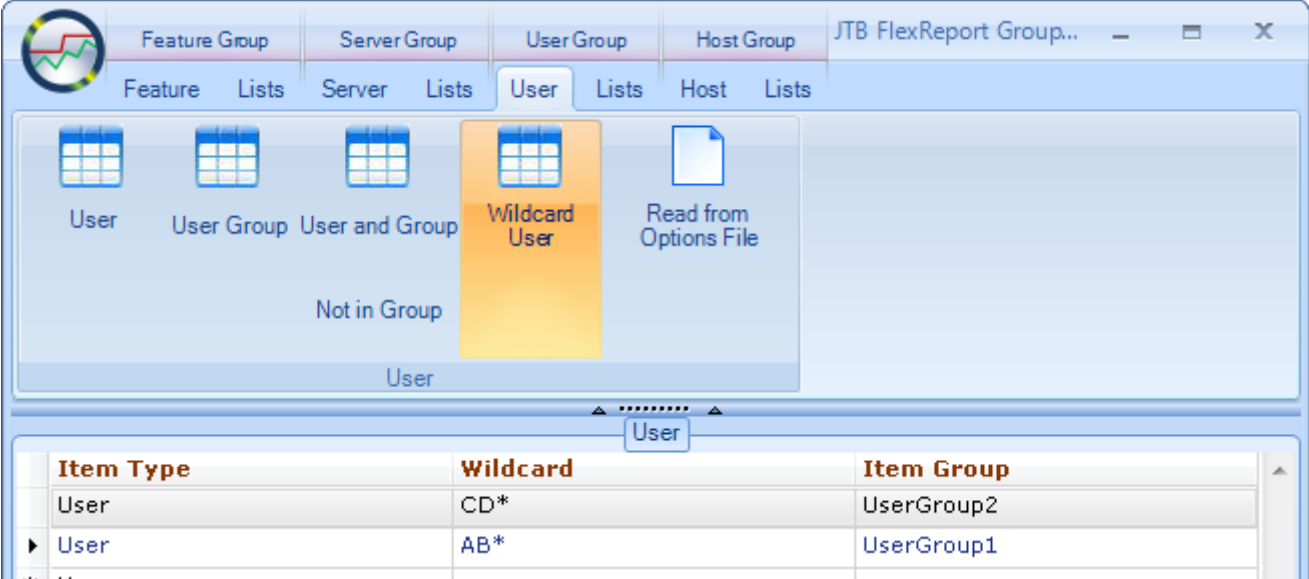 Feature Group Server Group User Group Host Group JTB FlexReport Group...
Feature Lists Server Lists User Lists Host Lists
User
User Group
User and Group
Wildcard
User
Read from
Options File
Not in Group
User
User
Item Type Wildcard Item Group
User CD* UserGroup2
User AB* UserGroup1